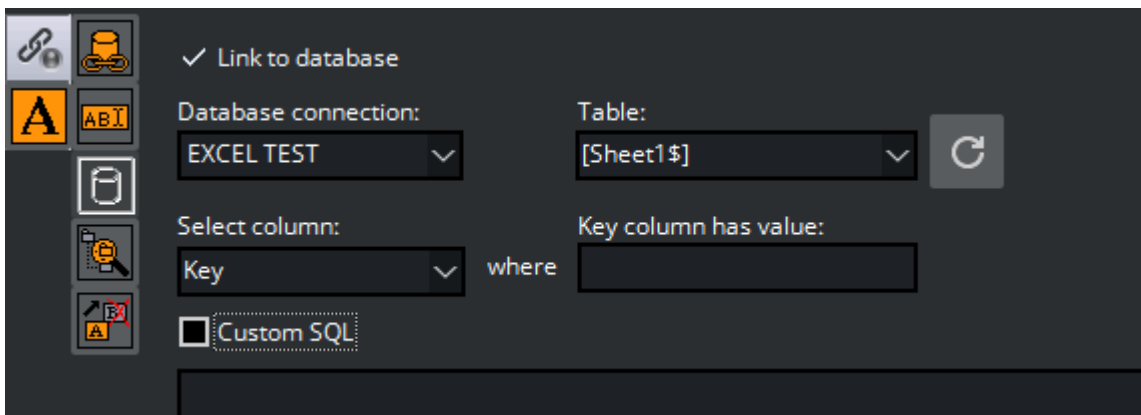 Link to database
Database connection:
Table:
EXCEL TEST
[Sheet1$]
A
ABI
Select column:
Key column has value:
Key
where
Custom SQL
A